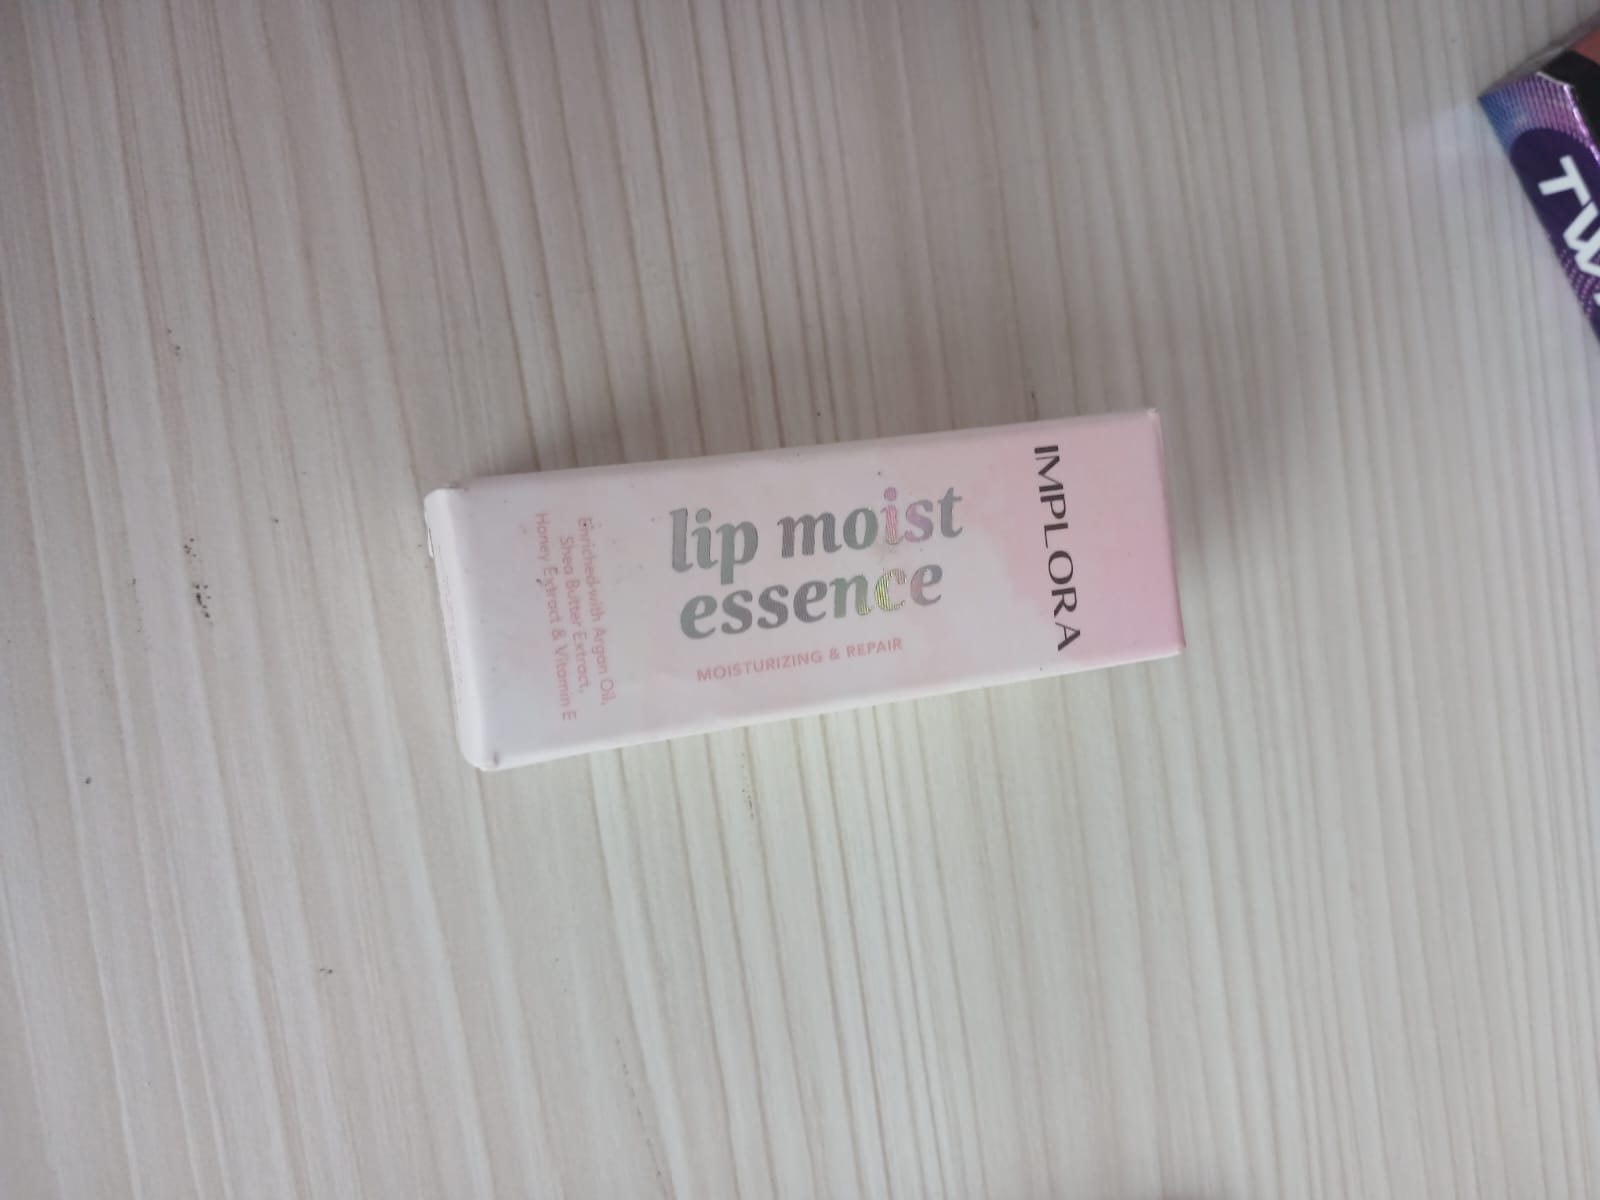 IMPLORA
lip moist
essence
MOISTURIZING & REPAIR
Enriched with Argan Oil,
Shea Butter Extract,
Honey Extract & Vitamin E